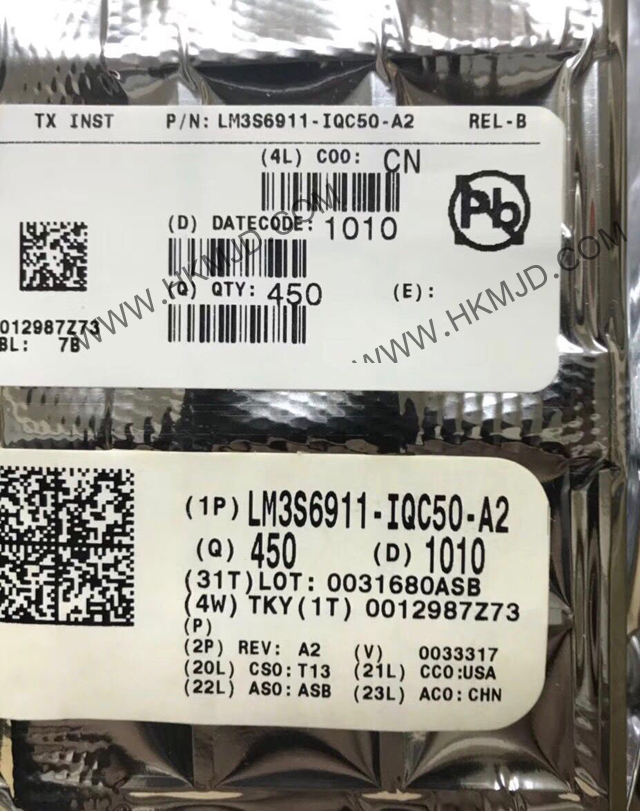 TX INST P/N: LM3S6911-IQC50-A2 REL-B
(4L) COO: CN
Pb
(D) DATECODE: 1010
(Q) QTY: 450 (E):
0012987Z73
BL: 7B
WWW.HKMJD.COM
WWW.HKMJD.COM
(1P) LM3S6911-IQC50-A2
(Q) 450 (D) 1010
(31T) LOT: 0031680ASB
(4W) TKY(1T) 0012987Z73
(P)
(2P) REV: A2 (V) 0033317
(20L) CSO:T13 (21L) CCO:USA
(22L) ASO: ASB (23L) ACO: CHN